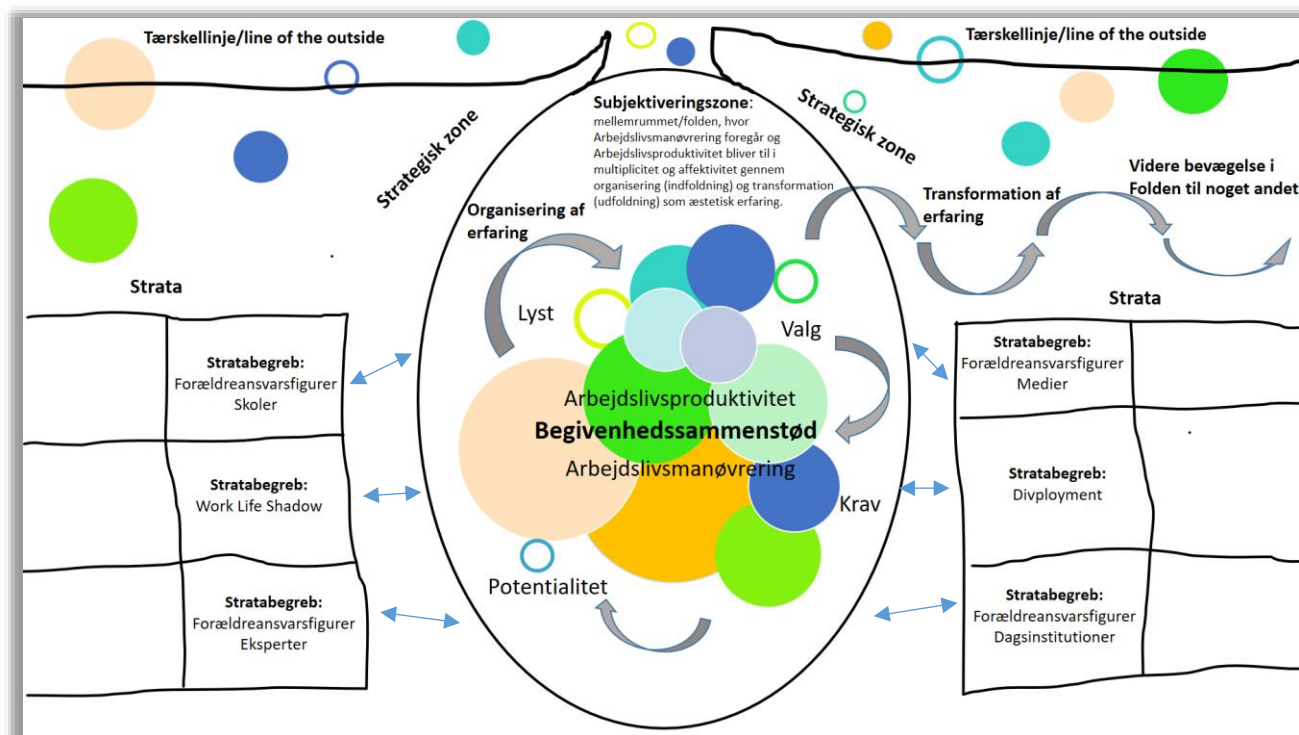 Tærskellinje/line of the outside
Tærskellinje/line of the outside
Strategisk zone
Subjektiveringszone:
mellemrummet/folden, hvor
Arbejdslivsmanøvrering foregår og
Arbejdslivsproduktivitet bliver til i
multiplicitet og affektivitet gennem
organisering (indfoldning) og transformation
(udfoldning) som æstetisk erfaring.
Strategisk zone
Organisering af
erfaring
Transformation af
erfaring
Videre bevægelse i
Folden til noget andet
Strata
Stratabegreb:
Forældreansvarsfigurer
Skoler
Stratabegreb:
Work Life Shadow
Stratabegreb:
Forældreansvarsfigurer
Eksperter
Lyst
Valg
Arbejdslivsproduktivitet
Begivenhedssammenstød
Arbejdslivsmanøvrering
Krav
Potentialitet
Strata
Stratabegreb:
Forældreansvarsfigurer
Medier
Stratabegreb:
Divployment
Stratabegreb:
Forældreansvarsfigurer
Dagsinstitutioner